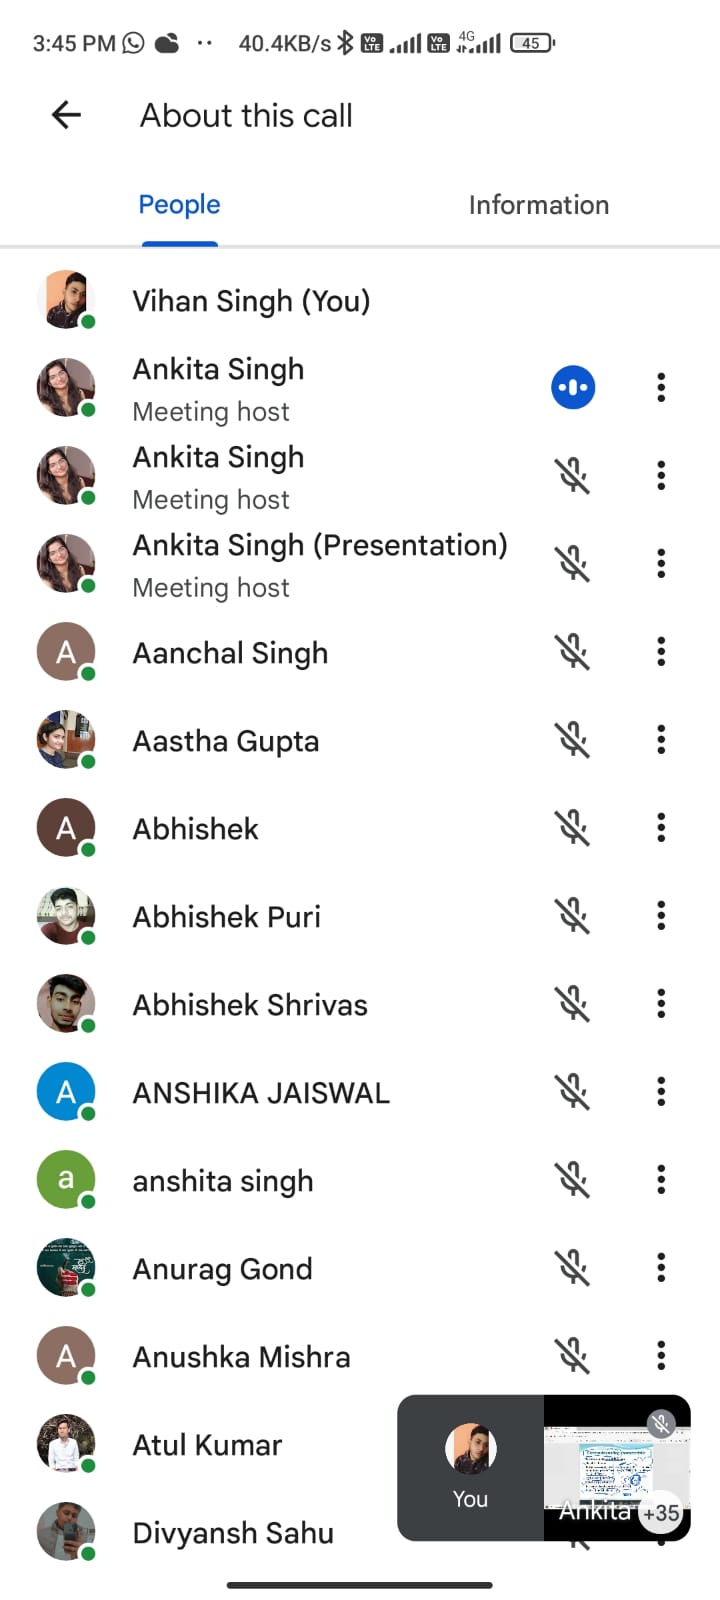 3:45 PM
40.4KB/s Vo LTE Vo LTE 4G 45
About this call
People
Information
Vihan Singh (You)
Ankita Singh
Meeting host
Ankita Singh
Meeting host
Ankita Singh (Presentation)
Meeting host
A
Aanchal Singh
Aastha Gupta
A
Abhishek
Abhishek Puri
Abhishek Shrivas
A
ANSHIKA JAISWAL
a
anshita singh
Anurag Gond
A
Anushka Mishra
Atul Kumar
You
Ankita
+35
Divyansh Sahu